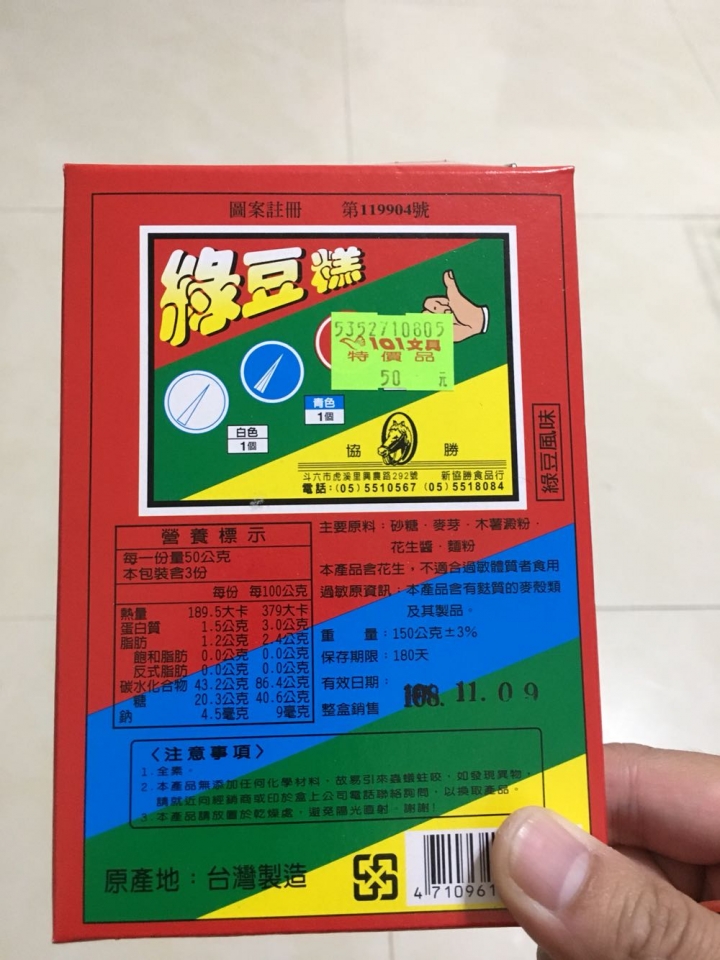 圖案註冊 第119904號
綠豆糕
5352710805
101文具
特價品
50 元
青色
1個
白色
1個
協 勝
斗六市虎溪里興農路292號 新協勝食品行
電話:(05)5510567 (05)5518084
綠豆風味
營養標示
每一份量50公克
本包裝含3份
每份 每100公克
熱量 189.5大卡 379大卡
蛋白質 1.5公克 3.0公克
脂肪 1.2公克 2.4公克
飽和脂肪 0.0公克 0.0公克
反式脂肪 0.0公克 0.0公克
碳水化合物 43.2公克 86.4公克
糖 20.3公克 40.6公克
鈉 4.5毫克 9毫克
主要原料:砂糖.麥芽.木薯澱粉.
花生醬.麵粉
本產品含花生,不適合過敏體質者食用
過敏原資訊:本產品含有麩質的麥穀類
及其製品。
重 量:150公克±3%
保存期限:180天
有效日期:
108.11.09
整盒銷售
〈注意事項〉
1.全素。
2.本產品無添加任何化學材料,故易引來蟲蟻蛀咬,如發現異物,
請就近向經銷商或印於盒上公司電話聯絡詢問,以換取產品。
3.本產品請放置於乾燥處,避免陽光直射,謝謝!
原產地:台灣製造
4 710961